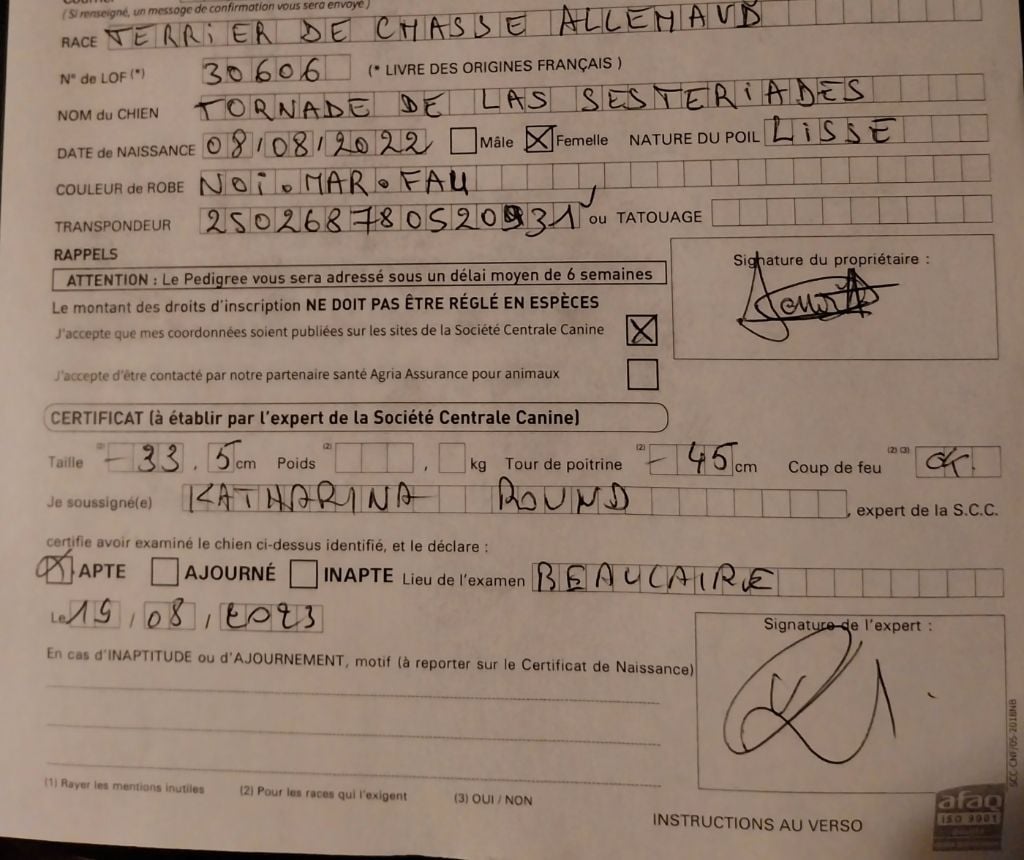 (Si renseigné, un message de confirmation vous sera envoyé)
RACE TERRiER DE CHASSE ALLEMAND
N° de LOF(*) 30606 (* LIVRE DES ORIGINES FRANÇAIS )
NOM du CHIEN TORNADE DE LAS SESTERiADES
DATE de NAISSANCE 08/08/2022 Mâle Femelle NATURE DU POIL LiSSE
COULEUR de ROBE NOi.MAR.FAU
TRANSPONDEUR 250268780520931 ou TATOUAGE
RAPPELS
ATTENTION : Le Pedigree vous sera adressé sous un délai moyen de 6 semaines
Signature du propriétaire :
Le montant des droits d'inscription NE DOIT PAS ÊTRE RÉGLÉ EN ESPÈCES
J'accepte que mes coordonnées soient publiées sur les sites de la Société Centrale Canine
J'accepte d'être contacté par notre partenaire santé Agria Assurance pour animaux
CERTIFICAT (à établir par l'expert de la Société Centrale Canine)
Taille (2) - 33 , 5 cm Poids (2) , kg Tour de poitrine (2) - 45 cm Coup de feu (2) (3) OK.
Je soussigné(e) KATHARINA ROUND , expert de la S.C.C.
certifie avoir examiné le chien ci-dessus identifié, et le déclare :
APTE AJOURNÉ INAPTE Lieu de l'examen BEAUCAIRE
Le 19 / 08 / 2023
Signature de l'expert :
En cas d'INAPTITUDE ou d'AJOURNEMENT, motif (à reporter sur le Certificat de Naissance)
(1) Rayer les mentions inutiles (2) Pour les races qui l'exigent (3) OUI / NON
INSTRUCTIONS AU VERSO
SCC-CNF/05-2018NB
afaq
ISO 9001